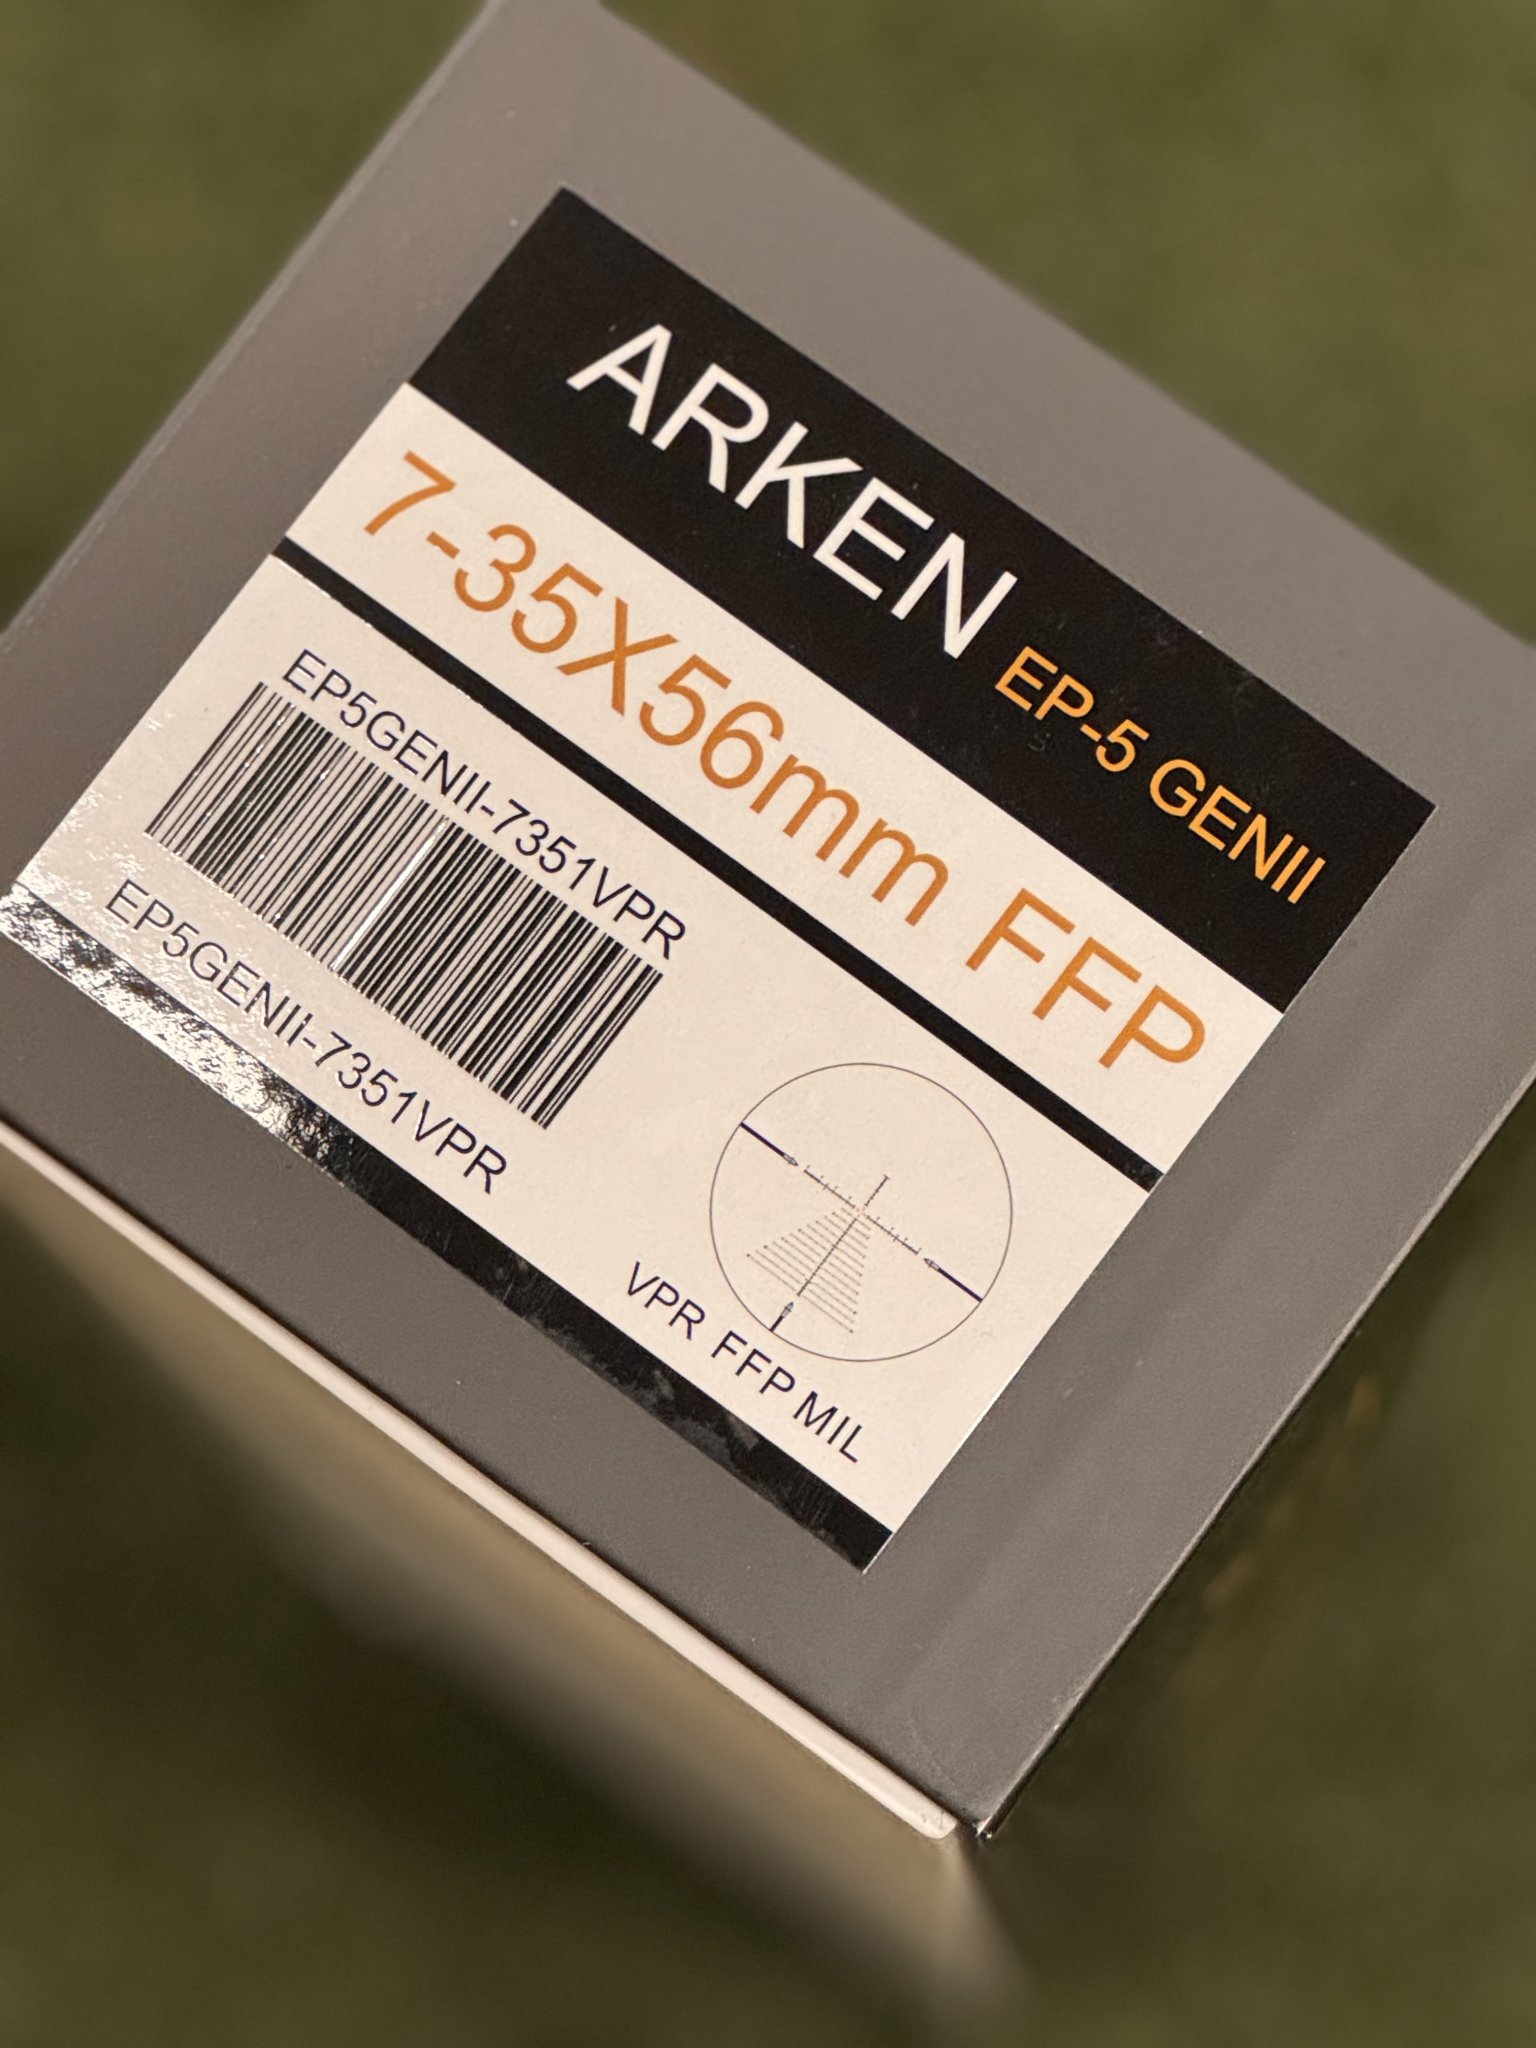 ARKEN EP-5 GENII
7-35X56mm FFP
EP5GENII-7351VPR
EP5GENII-7351VPR
VPR FFP MIL